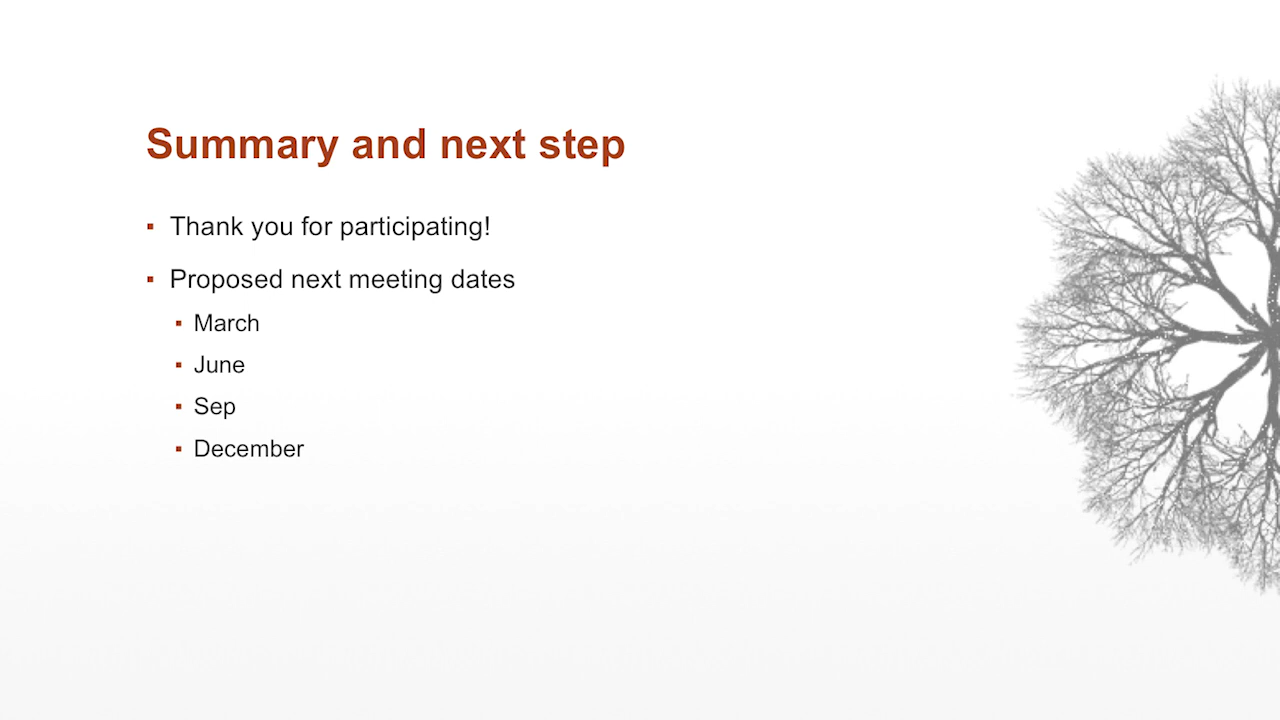 Summary and next step
Thank you for participating!
Proposed next meeting dates
March
June
Sep
December